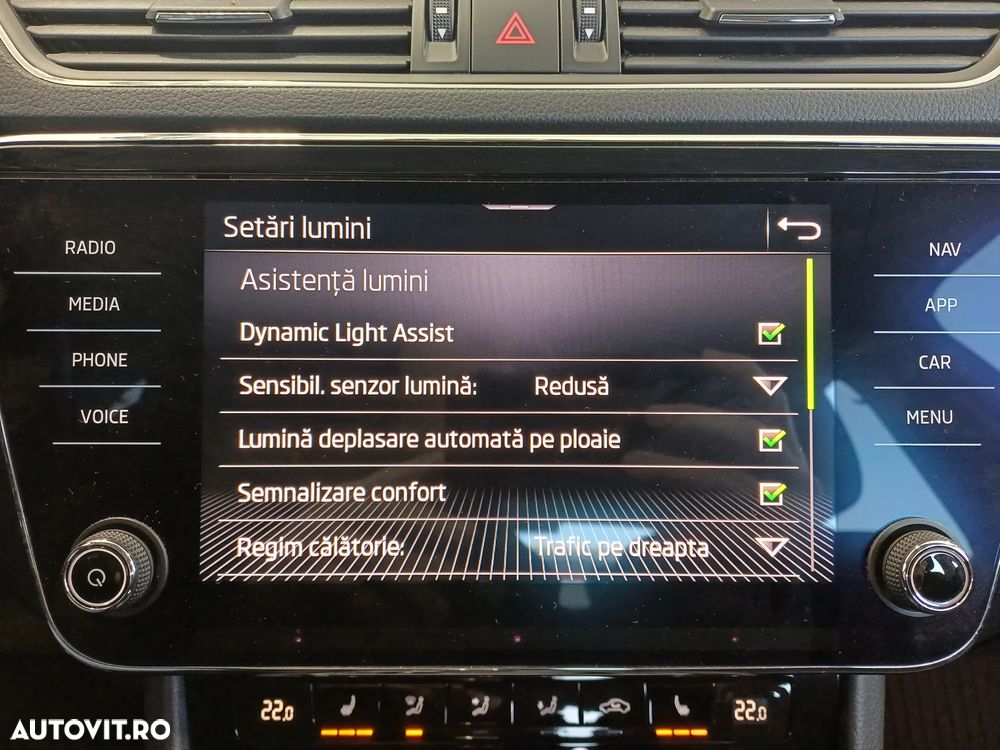 Setări lumini
RADIO
MEDIA
PHONE
VOICE
Asistență lumini
Dynamic Light Assist
Sensibil. senzor lumină: Redusă
Lumină deplasare automată pe ploaie
Semnalizare confort
Regim călătorie: Trafic pe dreapta
NAV
APP
CAR
MENU
22.0
22.0
AUTOVIT.RO